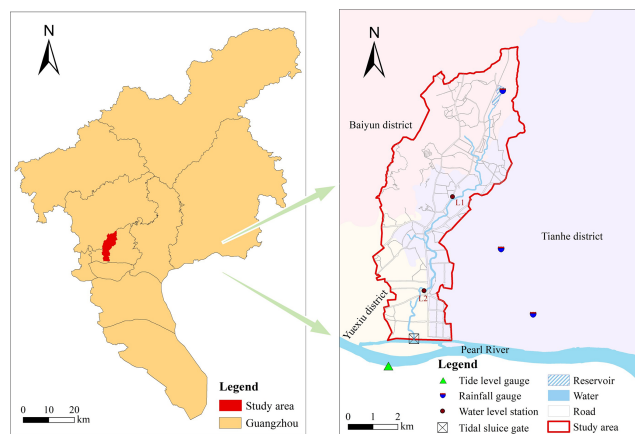 N
Legend
Study area
Guangzhou
0 10 20
km
N
Baiyun district
L1
Tianhe district
Yuexiu district
L2
Pearl River
Legend
Tide level gauge
Rainfall gauge
Water level station
Tidal sluice gate
Reservoir
Water
Road
Study area
0 1 2
km